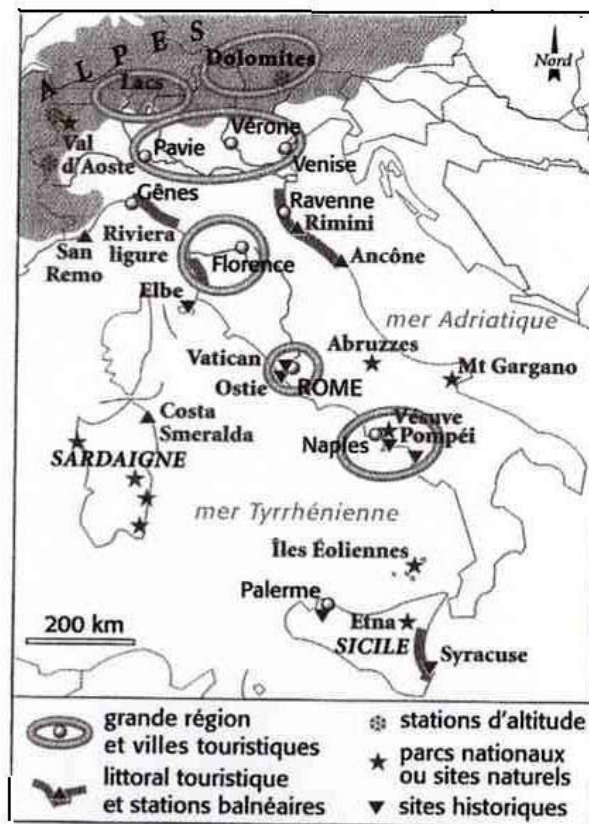 ALPES
Nord
Dolomites
Lacs
Val
d'Aoste
Vérone
Pavie
Venise
Gênes
Ravenne
Rimini
San
Remo
Riviera
ligure
Florence
Ancône
Elbe
mer Adriatique
Vatican
Ostie
ROME
Abruzzes
Mt Gargano
Costa
Smeralda
SARDAIGNE
Naples
Vésuve
Pompéi
mer Tyrrhénienne
Îles Éoliennes
Palerme
Etna
SICILE
Syracuse
200 km
grande région
et villes touristiques
littoral touristique
et stations balnéaires
stations d'altitude
parcs nationaux
ou sites naturels
sites historiques